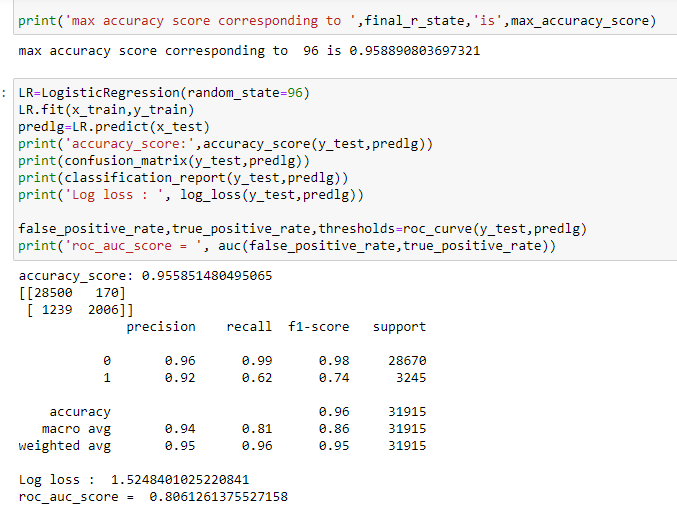 print('max accuracy score corresponding to ',final_r_state,'is',max_accuracy_score)
max accuracy score corresponding to  96 is 0.958890803697321
:
LR=LogisticRegression(random_state=96)
LR.fit(x_train,y_train)
predlg=LR.predict(x_test)
print('accuracy_score:',accuracy_score(y_test,predlg))
print(confusion_matrix(y_test,predlg))
print(classification_report(y_test,predlg))
print('Log loss : ', log_loss(y_test,predlg))
false_positive_rate,true_positive_rate,thresholds=roc_curve(y_test,predlg)
print('roc_auc_score = ', auc(false_positive_rate,true_positive_rate))
accuracy_score: 0.955851480495065
[[28500   170]
 [ 1239  2006]]
              precision    recall  f1-score   support
           0       0.96      0.99      0.98     28670
           1       0.92      0.62      0.74      3245
    accuracy                           0.96     31915
   macro avg       0.94      0.81      0.86     31915
weighted avg       0.95      0.96      0.95     31915
Log loss :  1.5248401025220841
roc_auc_score =  0.8061261375527158